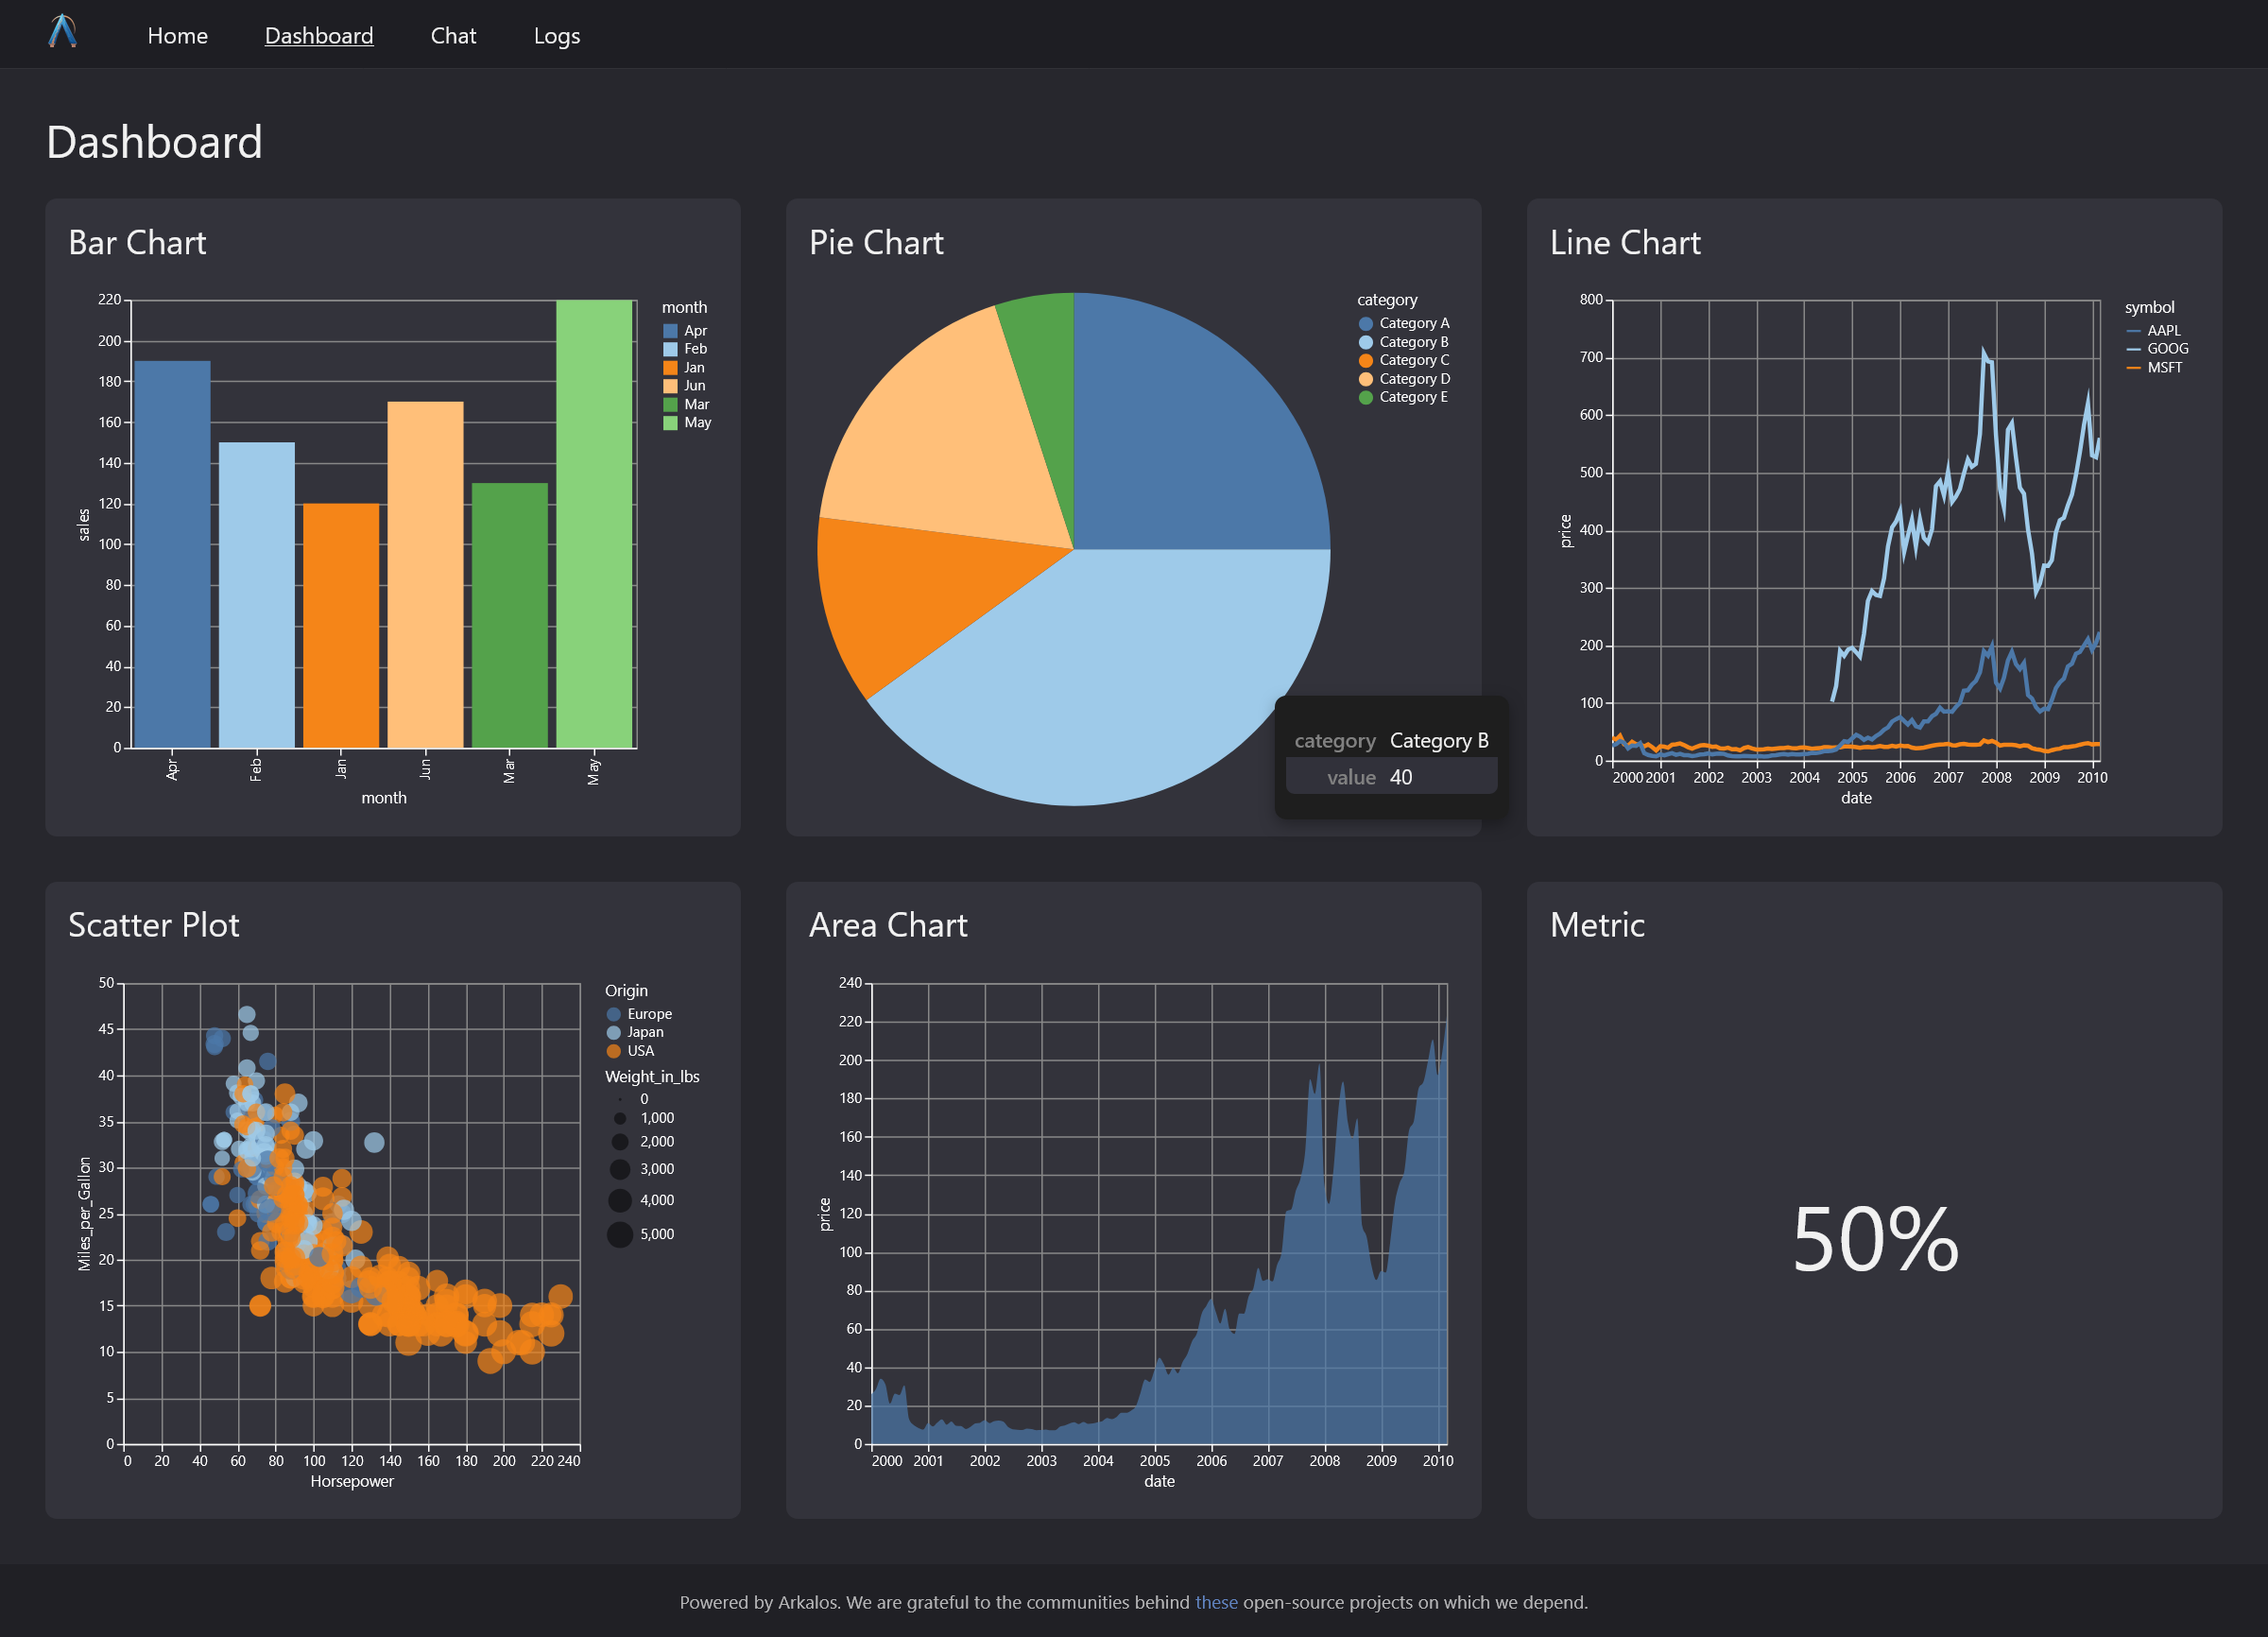 Home Dashboard Chat Logs
Dashboard
Bar Chart
220
200
180
160
140
120
100
80
60
40
20
0
sales
Apr Feb Jan Jun Mar May
month
month
Apr
Feb
Jan
Jun
Mar
May
Pie Chart
category
Category A
Category B
Category C
Category D
Category E
category Category B
value 40
Line Chart
800
700
600
500
400
300
200
100
0
price
2000 2001 2002 2003 2004 2005 2006 2007 2008 2009 2010
date
symbol
AAPL
GOOG
MSFT
Scatter Plot
50
45
40
35
30
25
20
15
10
5
0
Miles_per_Gallon
0 20 40 60 80 100 120 140 160 180 200 220 240
Horsepower
Origin
Europe
Japan
USA
Weight_in_lbs
0
1,000
2,000
3,000
4,000
5,000
Area Chart
240
220
200
180
160
140
120
100
80
60
40
20
0
price
2000 2001 2002 2003 2004 2005 2006 2007 2008 2009 2010
date
Metric
50%
Powered by Arkalos. We are grateful to the communities behind these open-source projects on which we depend.